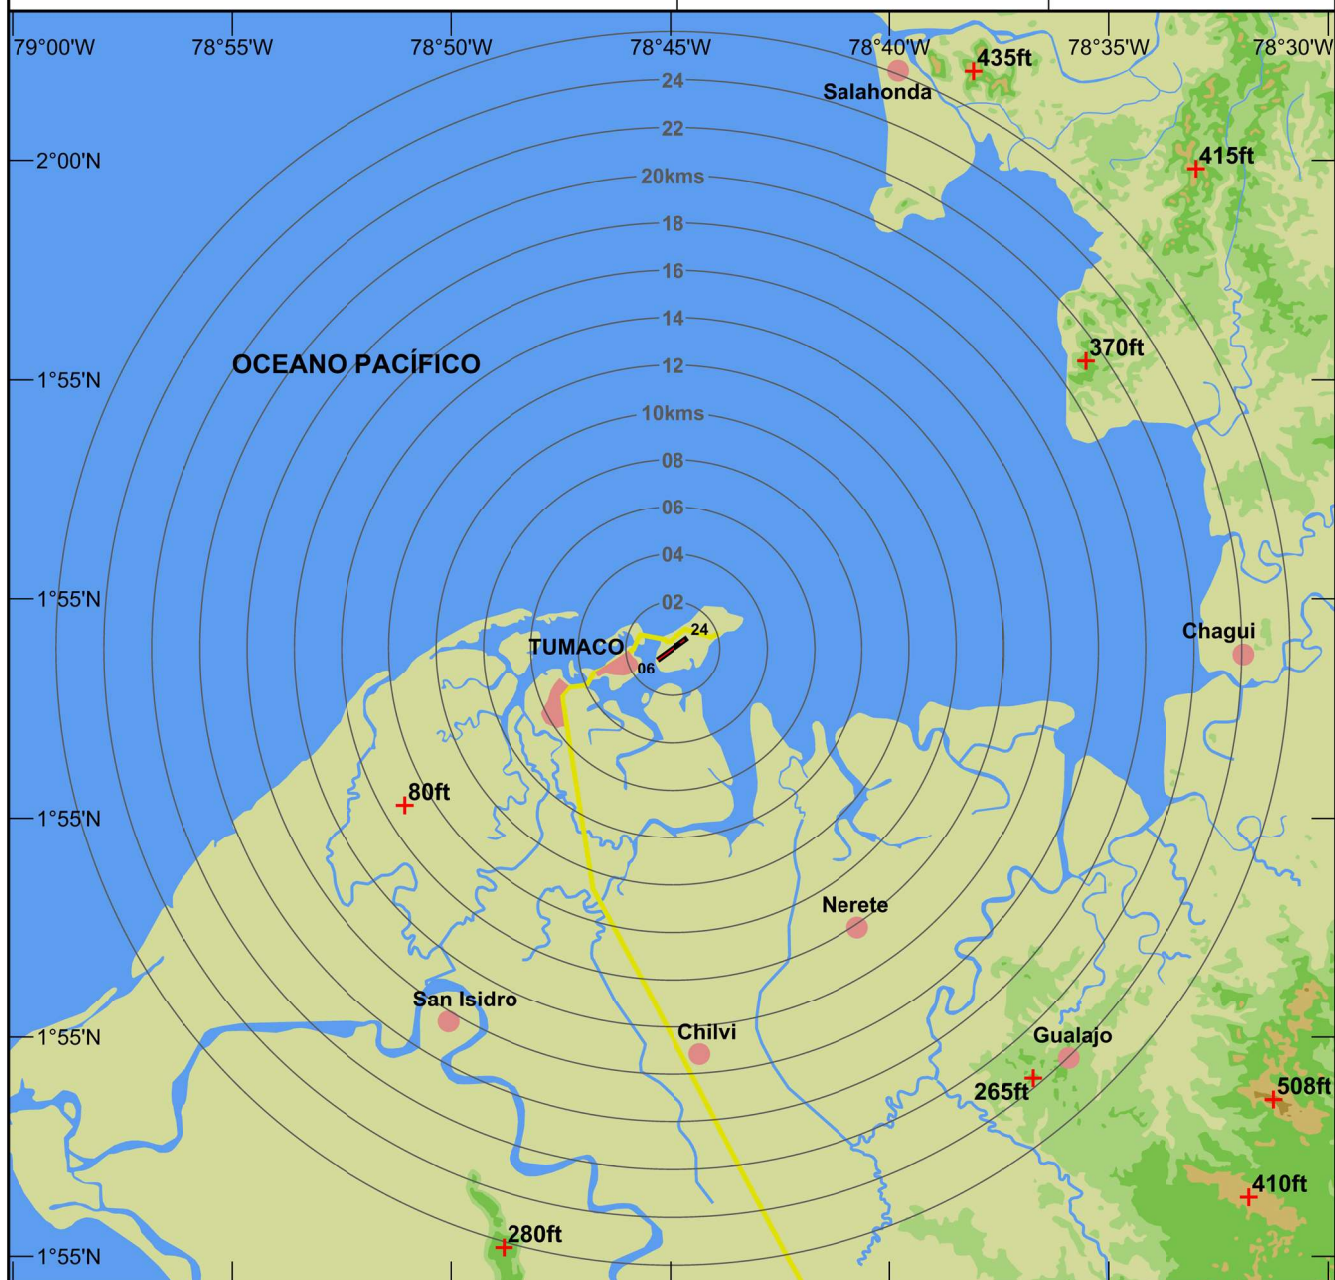 79°00'W 78°55'W 78°50'W 78°45'W 78°40'W 78°35'W 78°30'W
435ft
24
Salahonda
22
2°00'N
415ft
20kms
18
16
14
370ft
OCEANO PACÍFICO
12
1°55'N
10kms
08
06
04
1°55'N
02
24
Chagui
TUMACO
06
80ft
1°55'N
Nerete
San Isidro
Chilvi
Gualajo
1°55'N
265ft
508ft
410ft
280ft
1°55'N